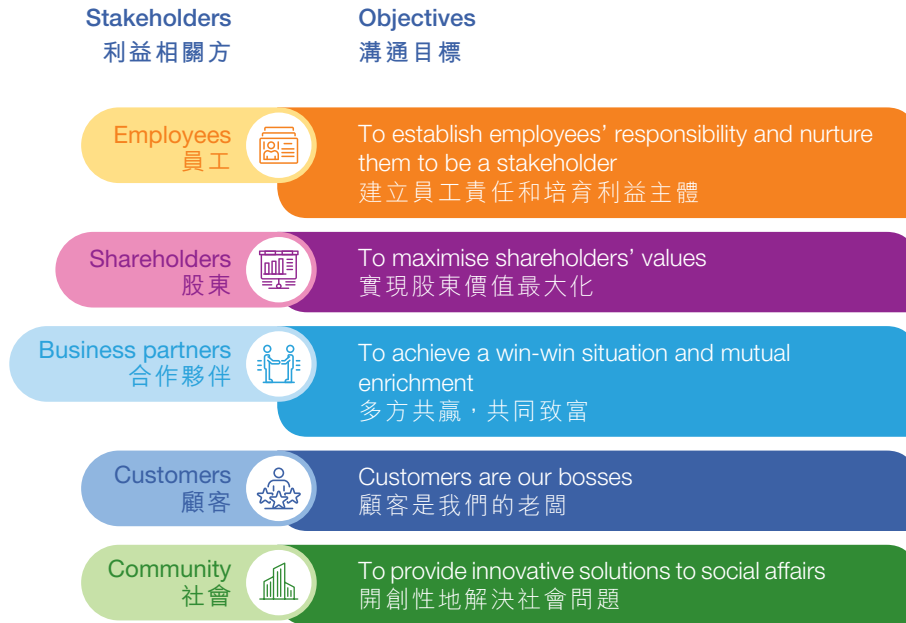 Stakeholders
利益相關方
Objectives
溝通目標
Employees
員工
To establish employees’ responsibility and nurture
them to be a stakeholder
建立員工責任和培育利益主體
Shareholders
股東
To maximise shareholders’ values
實現股東價值最大化
Business partners
合作夥伴
To achieve a win-win situation and mutual
enrichment
多方共贏，共同致富
Customers
顧客
Customers are our bosses
顧客是我們的老闆
Community
社會
To provide innovative solutions to social affairs
開創性地解決社會問題